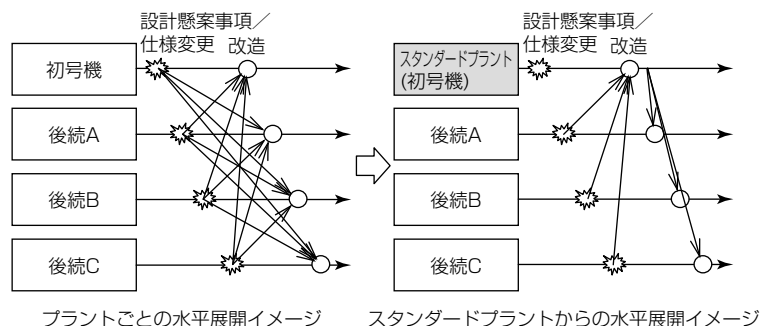 設計懸案事項／
仕様変更 改造
初号機
後続A
後続B
後続C
プラントごとの水平展開イメージ
設計懸案事項／
仕様変更 改造
スタンダードプラント
(初号機)
後続A
後続B
後続C
スタンダードプラントからの水平展開イメージ